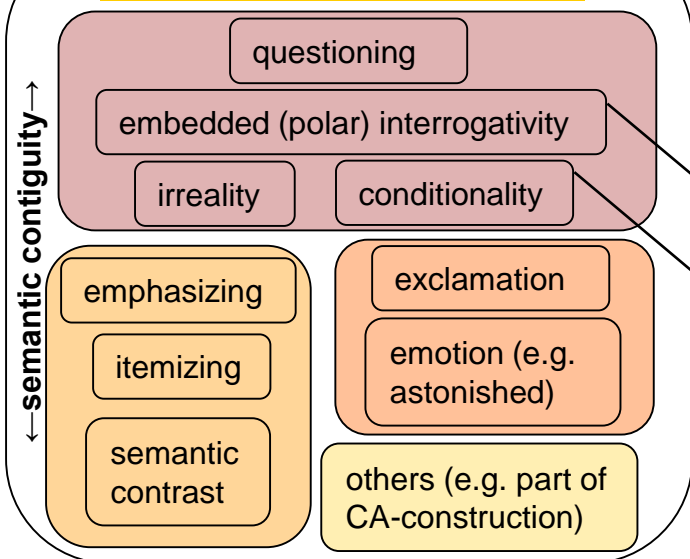 questioning
embedded (polar) interrogativity
irreality
conditionality
←semantic contiguity→
emphasizing
itemizing
semantic
contrast
exclamation
emotion (e.g.
astonished)
others (e.g. part of
CA-construction)